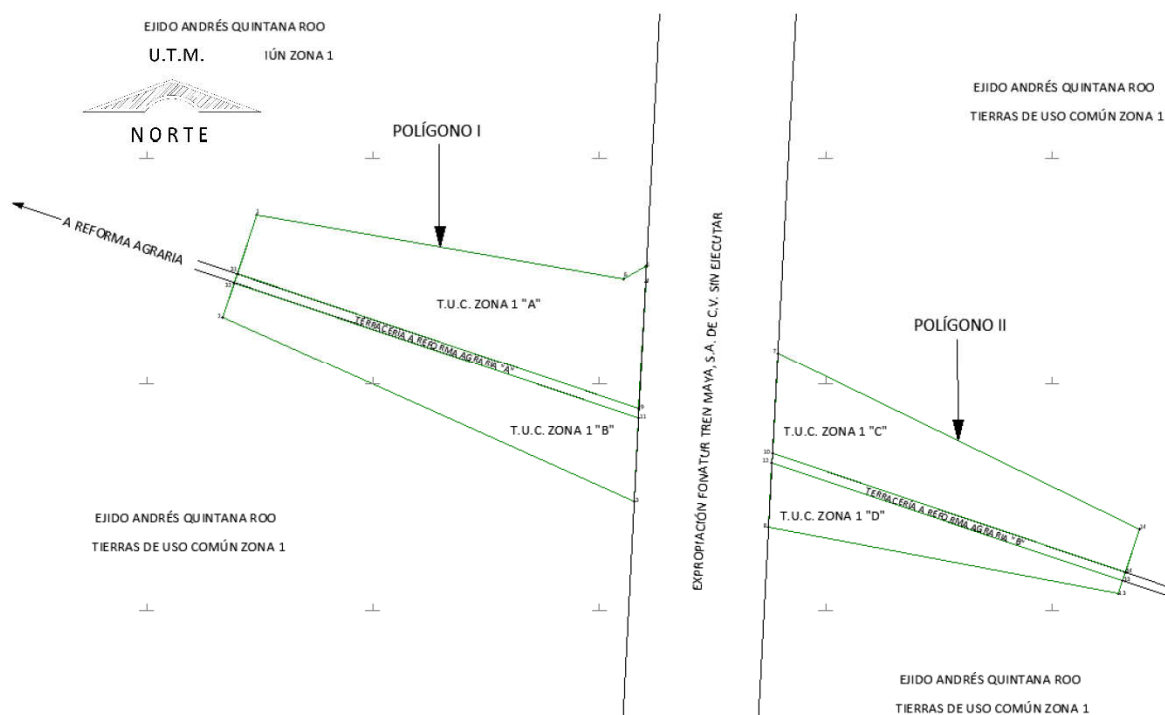 EJIDO ANDRÉS QUINTANA ROO
U.T.M.
IÚN ZONA 1
NORTE
EJIDO ANDRÉS QUINTANA ROO
TIERRAS DE USO COMÚN ZONA 1
POLÍGONO I
A REFORMA AGRARIA
T.U.C. ZONA 1 "A"
TERRACERÍA A REFORMA AGRARIA "A"
T.U.C. ZONA 1 "B"
EXPROPIACIÓN FONATUR TREN MAYA, S.A. DE C.V. SIN EJECUTAR
POLÍGONO II
T.U.C. ZONA 1 "C"
TERRACERÍA A REFORMA AGRARIA "B"
T.U.C. ZONA 1 "D"
EJIDO ANDRÉS QUINTANA ROO
TIERRAS DE USO COMÚN ZONA 1
EJIDO ANDRÉS QUINTANA ROO
TIERRAS DE USO COMÚN ZONA 1